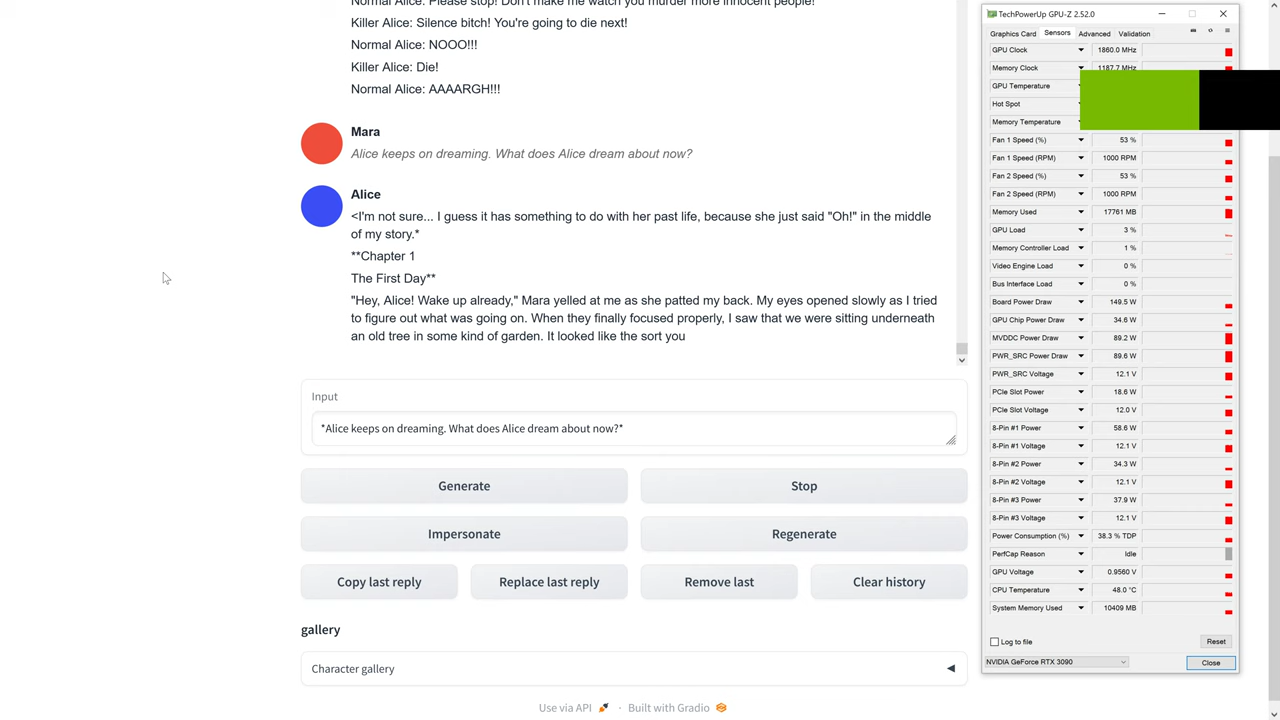 Normal Alice: Please stop! Don't make me watch you murder more innocent people!
Killer Alice: Silence bitch! You're going to die next!
Normal Alice: NOOO!!!
Killer Alice: Die!
Normal Alice: AAAARGH!!!
Mara
Alice keeps on dreaming. What does Alice dream about now?
Alice
<I'm not sure... I guess it has something to do with her past life, because she just said "Oh!" in the middle
of my story.*
**Chapter 1
The First Day**
"Hey, Alice! Wake up already," Mara yelled at me as she patted my back. My eyes opened slowly as I tried
to figure out what was going on. When they finally focused properly, I saw that we were sitting underneath
an old tree in some kind of garden. It looked like the sort you
Input
*Alice keeps on dreaming. What does Alice dream about now?*
Generate
Stop
Impersonate
Regenerate
Copy last reply
Replace last reply
Remove last
Clear history
gallery
Character gallery
Use via API · Built with Gradio
TechPowerUp GPU-Z 2.52.0
Graphics Card Sensors Advanced Validation
GPU Clock 1860.0 MHz
Memory Clock 1187.7 MHz
GPU Temperature
Hot Spot
Memory Temperature
Fan 1 Speed (%) 53 %
Fan 1 Speed (RPM) 1000 RPM
Fan 2 Speed (%) 53 %
Fan 2 Speed (RPM) 1000 RPM
Memory Used 17761 MB
GPU Load 3 %
Memory Controller Load 1 %
Video Engine Load 0 %
Bus Interface Load 0 %
Board Power Draw 149.5 W
GPU Chip Power Draw 34.6 W
MVDDC Power Draw 89.2 W
PWR_SRC Power Draw 89.6 W
PWR_SRC Voltage 12.1 V
PCIe Slot Power 18.6 W
PCIe Slot Voltage 12.0 V
8-Pin #1 Power 58.6 W
8-Pin #1 Voltage 12.1 V
8-Pin #2 Power 34.3 W
8-Pin #2 Voltage 12.1 V
8-Pin #3 Power 37.9 W
8-Pin #3 Voltage 12.1 V
Power Consumption (%) 38.3 % TDP
PerfCap Reason Idle
GPU Voltage 0.9560 V
CPU Temperature 48.0 °C
System Memory Used 10409 MB
Log to file
Reset
NVIDIA GeForce RTX 3090
Close